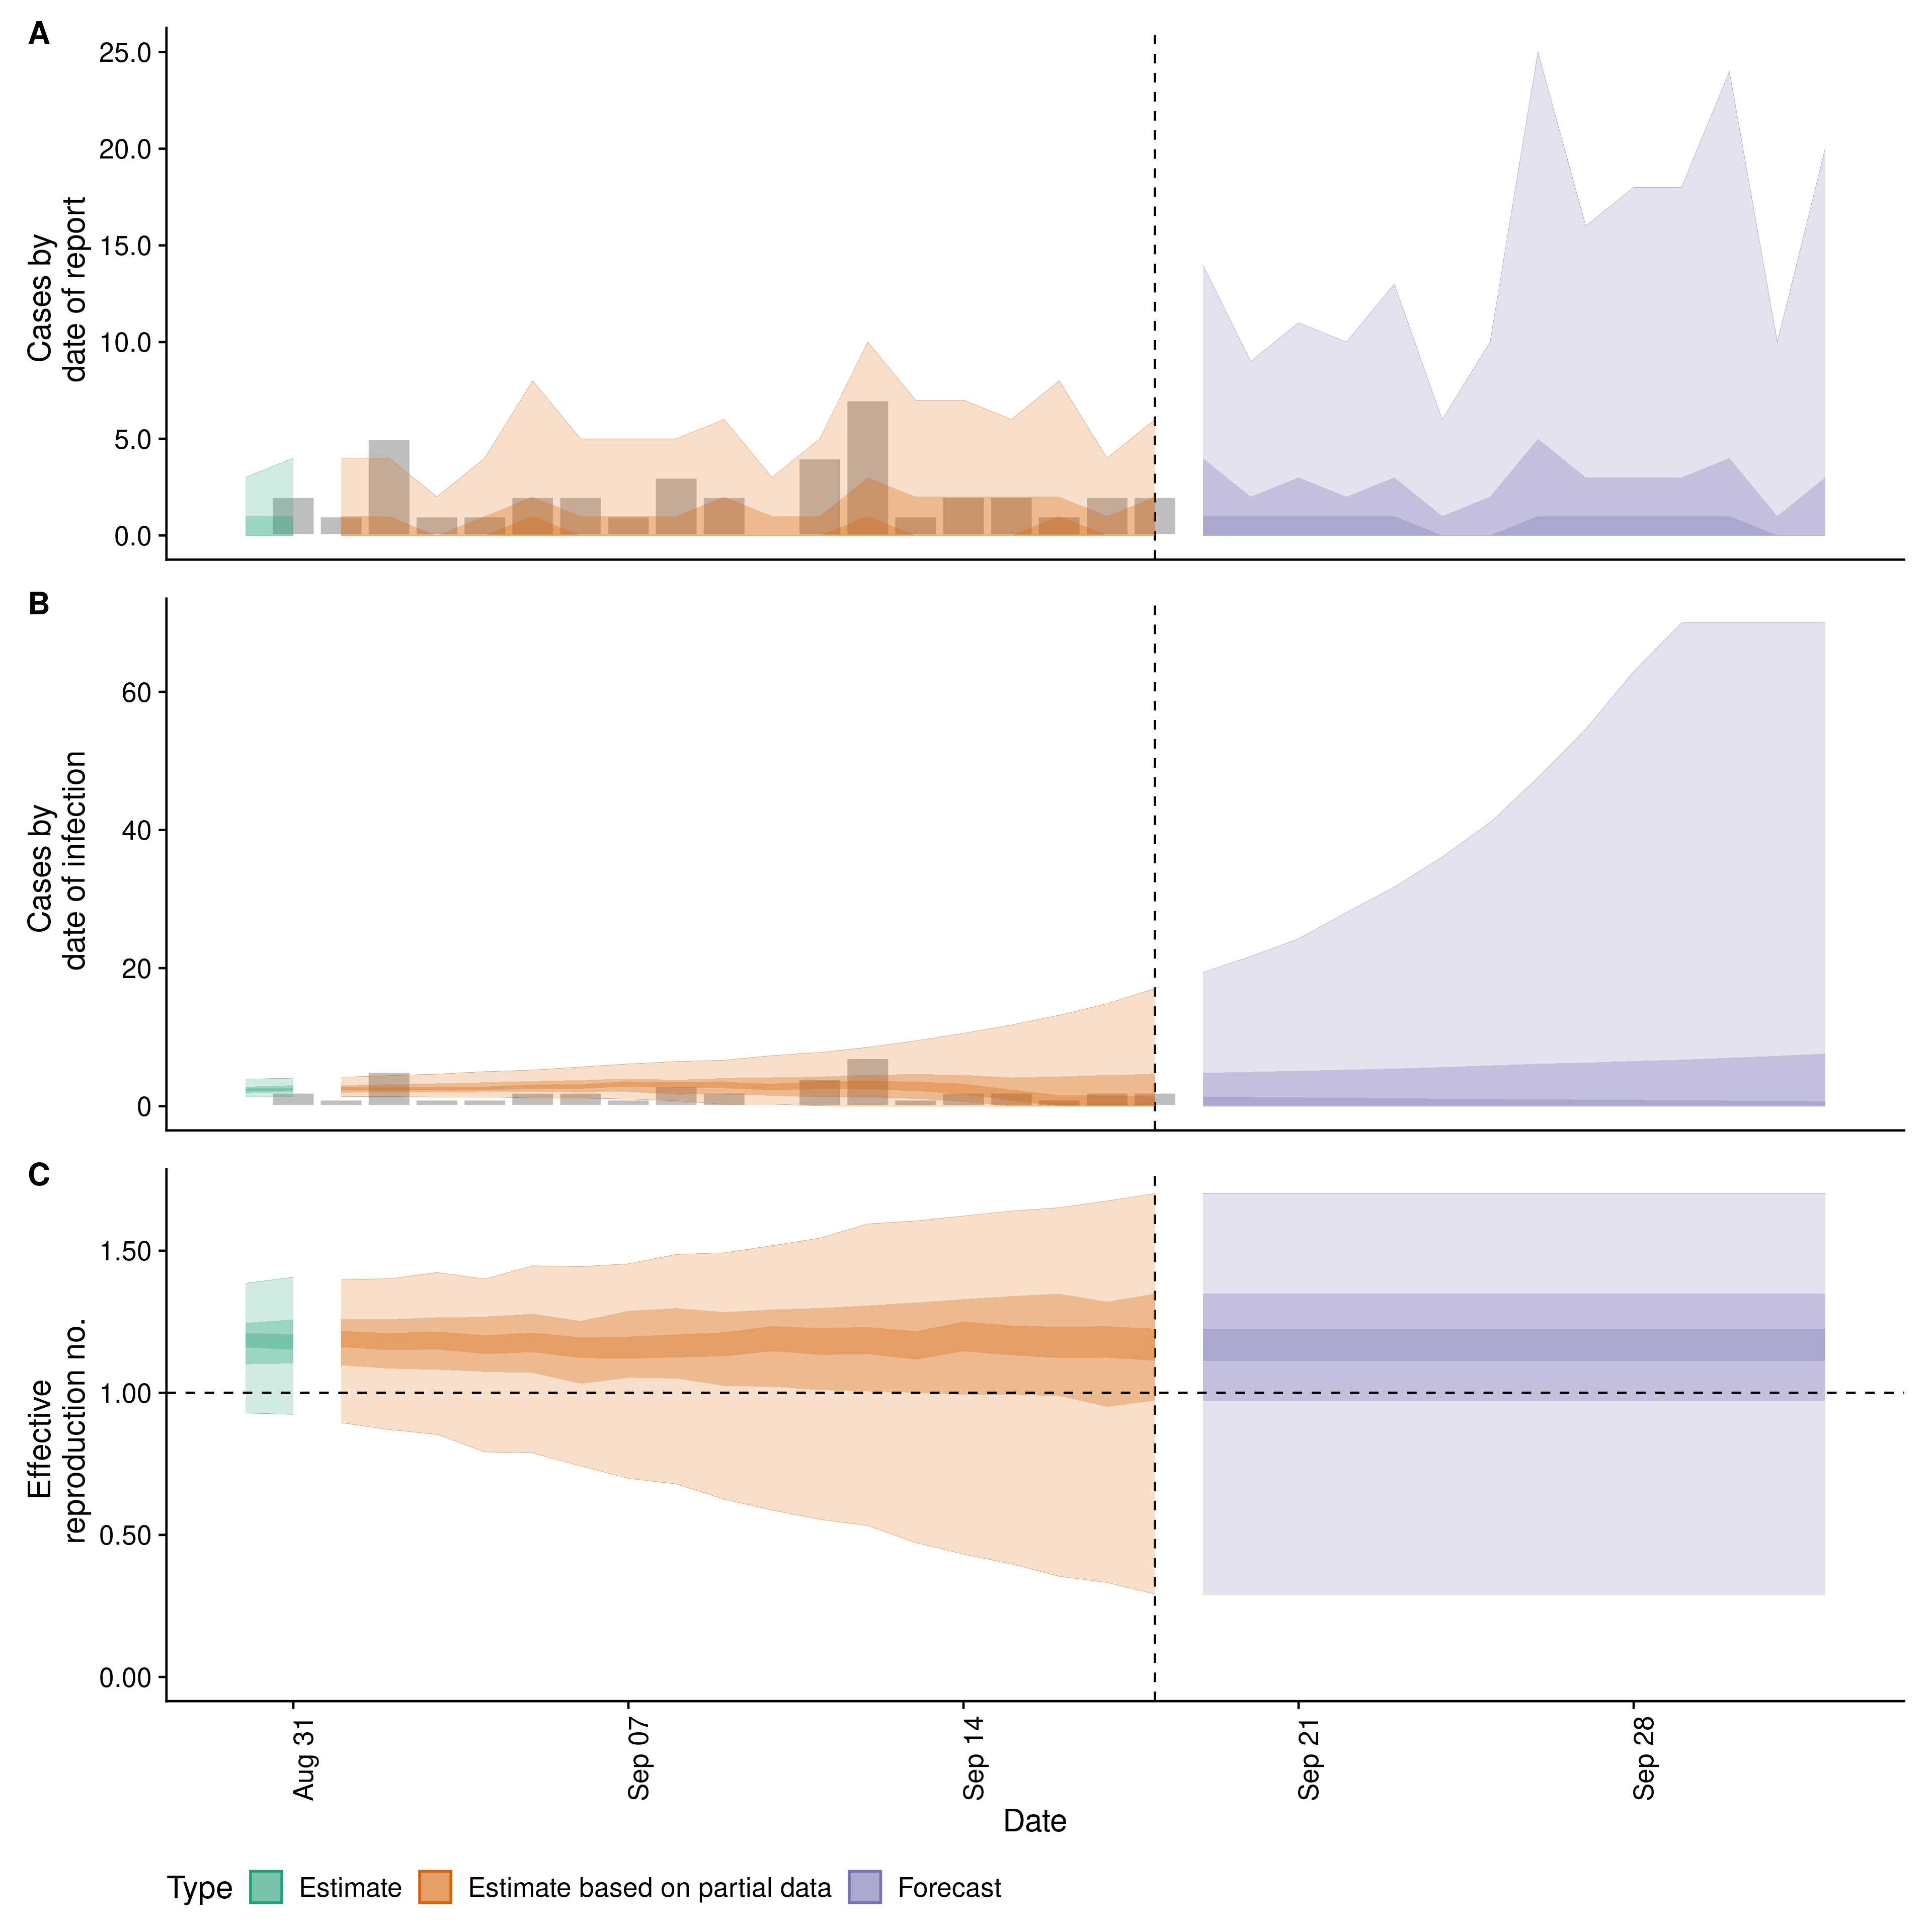 A
Cases by
date of report
25.0
20.0
15.0
10.0
5.0
0.0
B
Cases by
date of infection
60
40
20
0
C
Effective
reproduction no.
1.50
1.00
0.50
0.00
Aug 31
Sep 07
Sep 14
Sep 21
Sep 28
Date
Type Estimate Estimate based on partial data Forecast